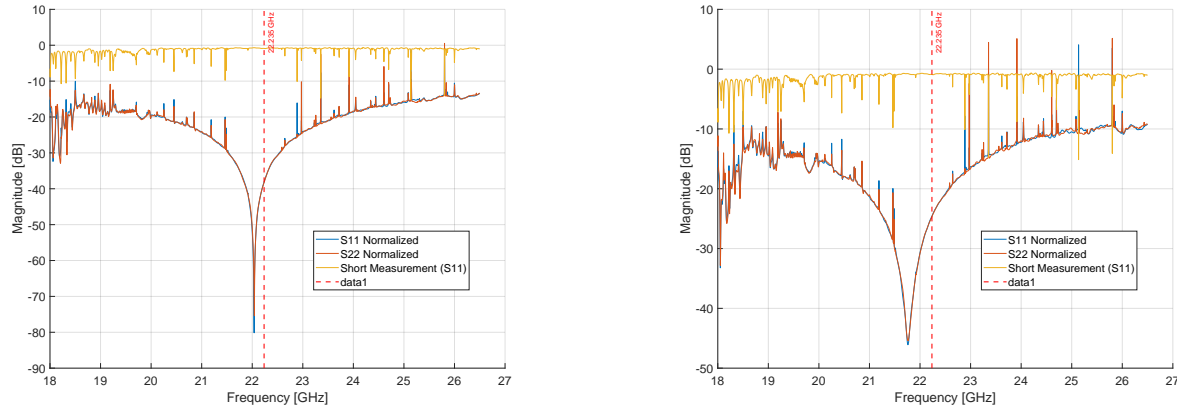 10
0
-10
-20
-30
-40
-50
-60
-70
-80
-90
Magnitude [dB]
18
19
20
21
22
23
24
25
26
27
Frequency [GHz]
22.235 GHz
S11 Normalized
S22 Normalized
Short Measurement (S11)
data1
10
0
-10
-20
-30
-40
-50
Magnitude [dB]
18
19
20
21
22
23
24
25
26
27
Frequency [GHz]
22.235 GHz
S11 Normalized
S22 Normalized
Short Measurement (S11)
data1